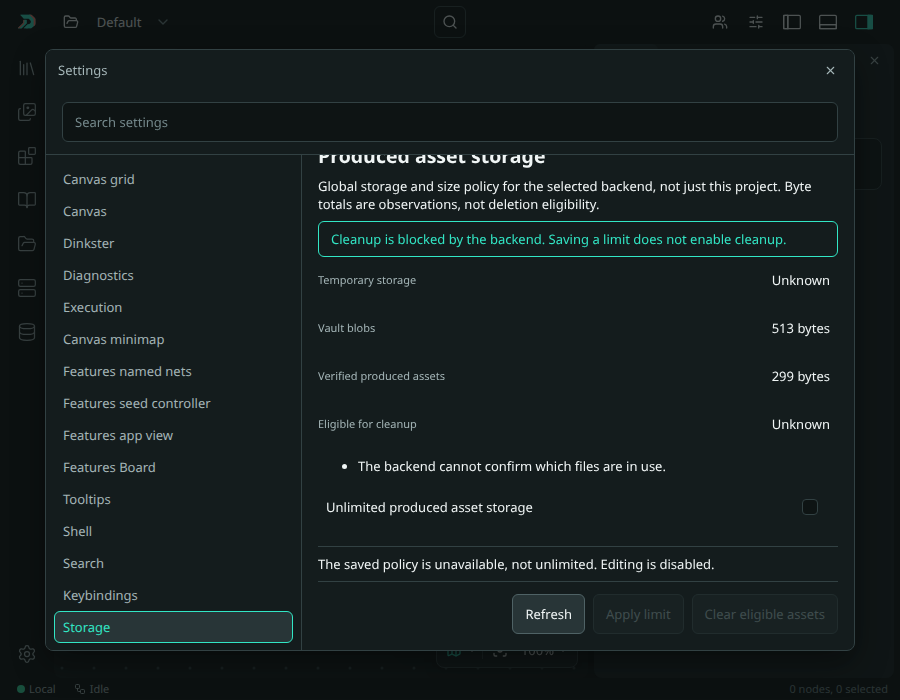 Default
Settings
Search settings
Canvas grid
Canvas
Dinkster
Diagnostics
Execution
Canvas minimap
Features named nets
Features seed controller
Features app view
Features Board
Tooltips
Shell
Search
Keybindings
Storage
Produced asset storage
Global storage and size policy for the selected backend, not just this project. Byte
totals are observations, not deletion eligibility.
Cleanup is blocked by the backend. Saving a limit does not enable cleanup.
Temporary storage Unknown
Vault blobs 513 bytes
Verified produced assets 299 bytes
Eligible for cleanup Unknown
• The backend cannot confirm which files are in use.
Unlimited produced asset storage
The saved policy is unavailable, not unlimited. Editing is disabled.
Refresh Apply limit Clear eligible assets
100%
Local Idle 0 nodes, 0 selected